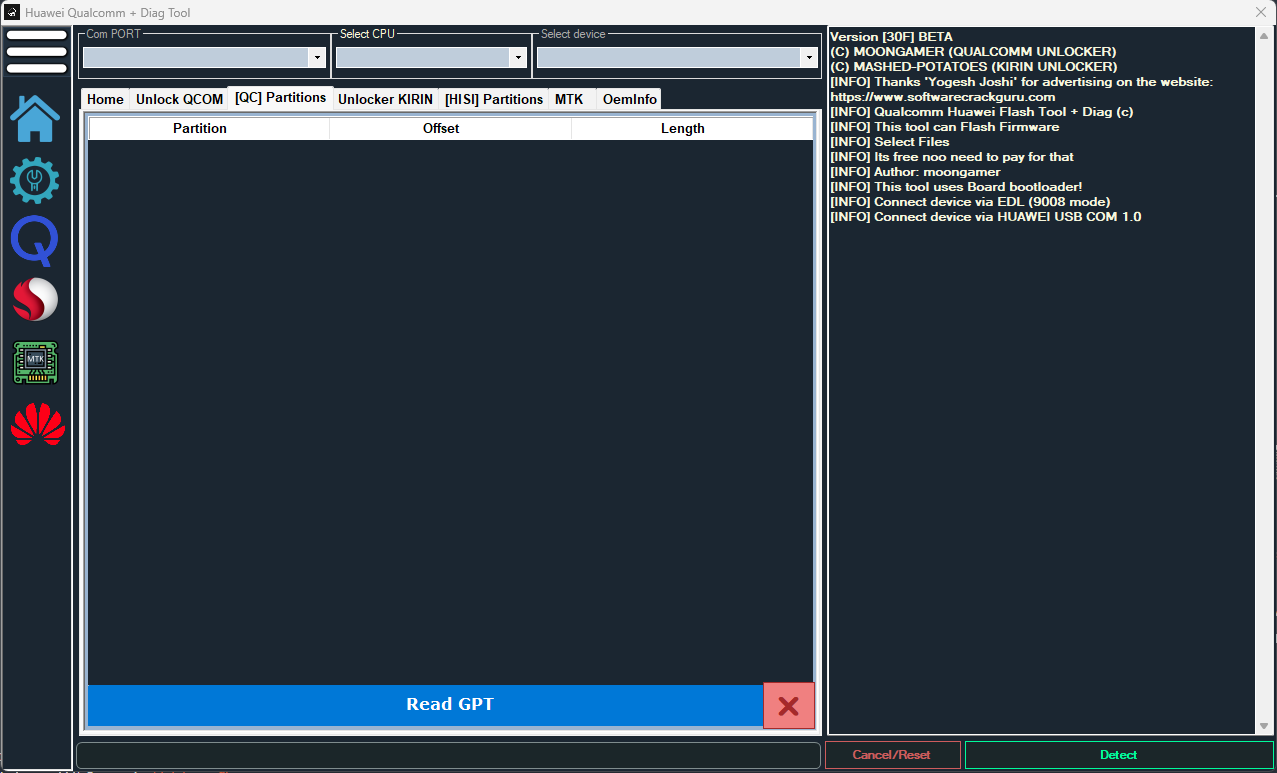 Huawei Qualcomm + Diag Tool
Com PORT
Select CPU
Select device
Home
Unlock QCOM
[QC] Partitions
Unlocker KIRIN
[HISI] Partitions
MTK
OemInfo
Partition
Offset
Length
MTK
Read GPT
Version [30F] BETA
(C) MOONGAMER (QUALCOMM UNLOCKER)
(C) MASHED-POTATOES (KIRIN UNLOCKER)
[INFO] Thanks 'Yogesh Joshi' for advertising on the website:
https://www.softwarecrackguru.com
[INFO] Qualcomm Huawei Flash Tool + Diag (c)
[INFO] This tool can Flash Firmware
[INFO] Select Files
[INFO] Its free noo need to pay for that
[INFO] Author: moongamer
[INFO] This tool uses Board bootloader!
[INFO] Connect device via EDL (9008 mode)
[INFO] Connect device via HUAWEI USB COM 1.0
Cancel/Reset
Detect